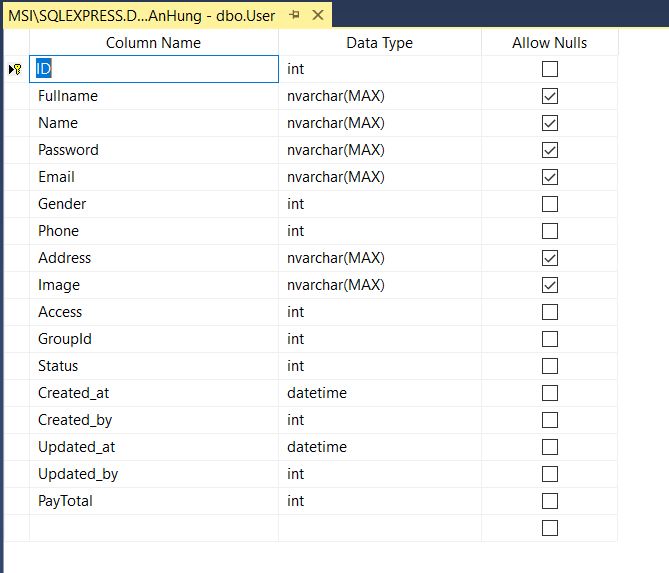 MSI\SQLEXPRESS.D...AnHung - dbo.User
Column Name Data Type Allow Nulls
ID int
Fullname nvarchar(MAX)
Name nvarchar(MAX)
Password nvarchar(MAX)
Email nvarchar(MAX)
Gender int
Phone int
Address nvarchar(MAX)
Image nvarchar(MAX)
Access int
GroupId int
Status int
Created_at datetime
Created_by int
Updated_at datetime
Updated_by int
PayTotal int